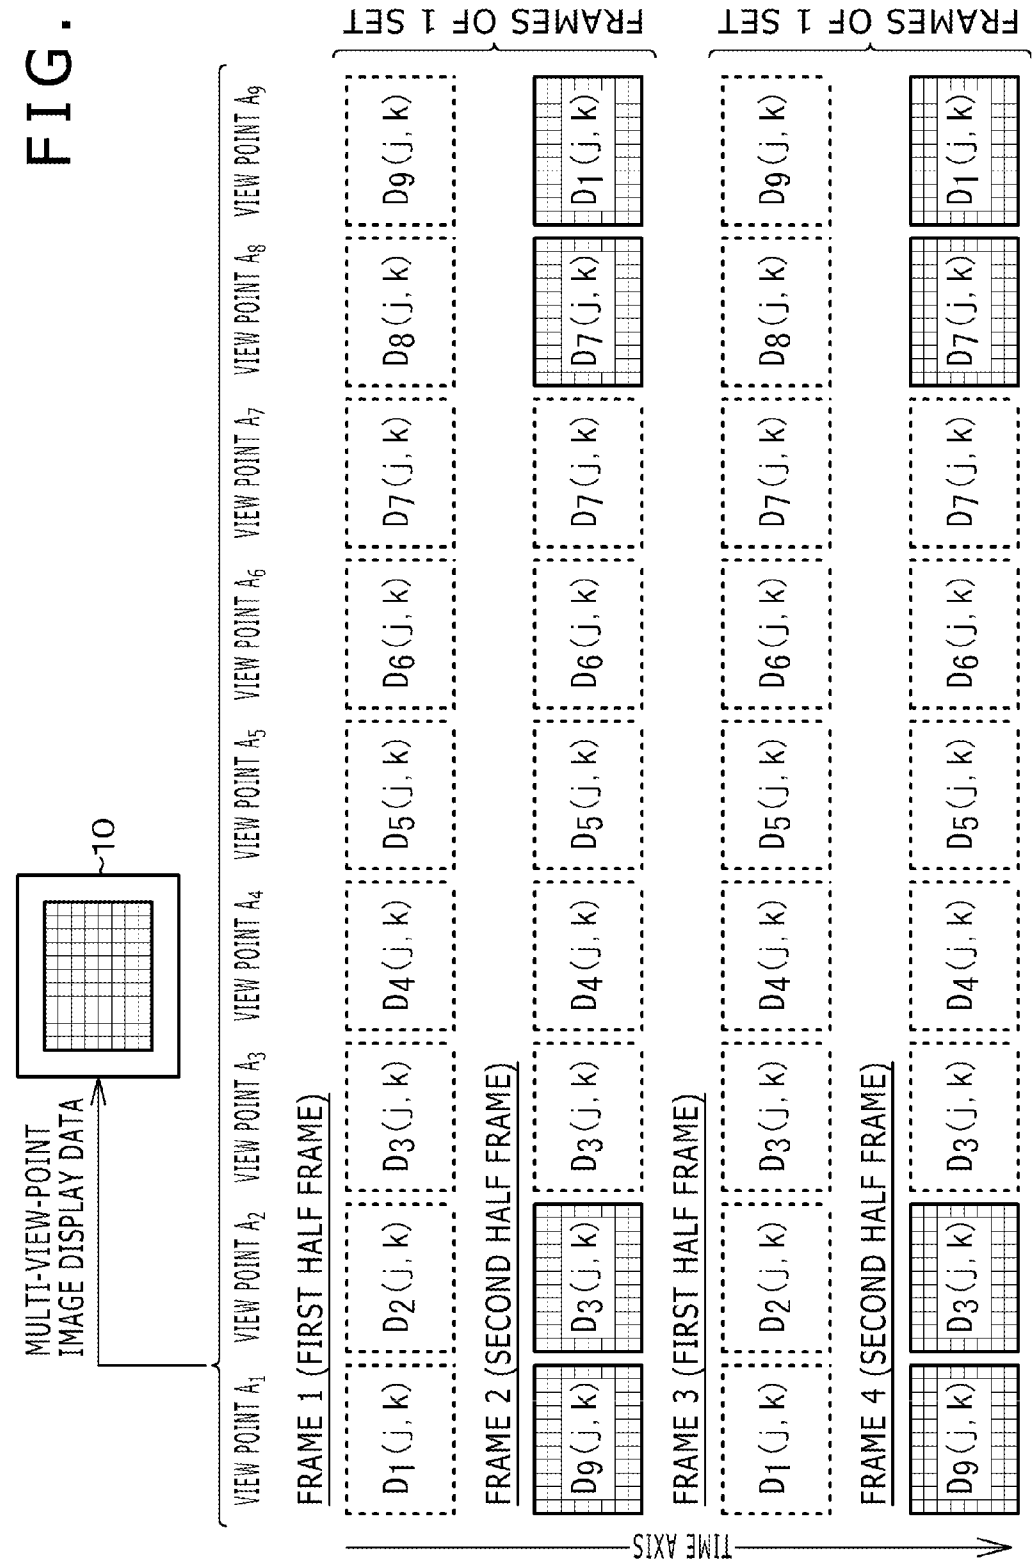 FIG.
MULTI-VIEW-POINT
IMAGE DISPLAY DATA
10
VIEW POINT A1 VIEW POINT A2 VIEW POINT A3 VIEW POINT A4 VIEW POINT A5 VIEW POINT A6 VIEW POINT A7 VIEW POINT A8 VIEW POINT A9
FRAME 1 (FIRST HALF FRAME)
D1(j, k) D2(j, k) D3(j, k) D4(j, k) D5(j, k) D6(j, k) D7(j, k) D8(j, k) D9(j, k)
FRAME 2 (SECOND HALF FRAME)
D9(j, k) D3(j, k) D3(j, k) D4(j, k) D5(j, k) D6(j, k) D7(j, k) D7(j, k) D1(j, k)
FRAMES OF 1 SET
FRAME 3 (FIRST HALF FRAME)
D1(j, k) D2(j, k) D3(j, k) D4(j, k) D5(j, k) D6(j, k) D7(j, k) D8(j, k) D9(j, k)
FRAME 4 (SECOND HALF FRAME)
D9(j, k) D3(j, k) D3(j, k) D4(j, k) D5(j, k) D6(j, k) D7(j, k) D7(j, k) D1(j, k)
FRAMES OF 1 SET
TIME AXIS